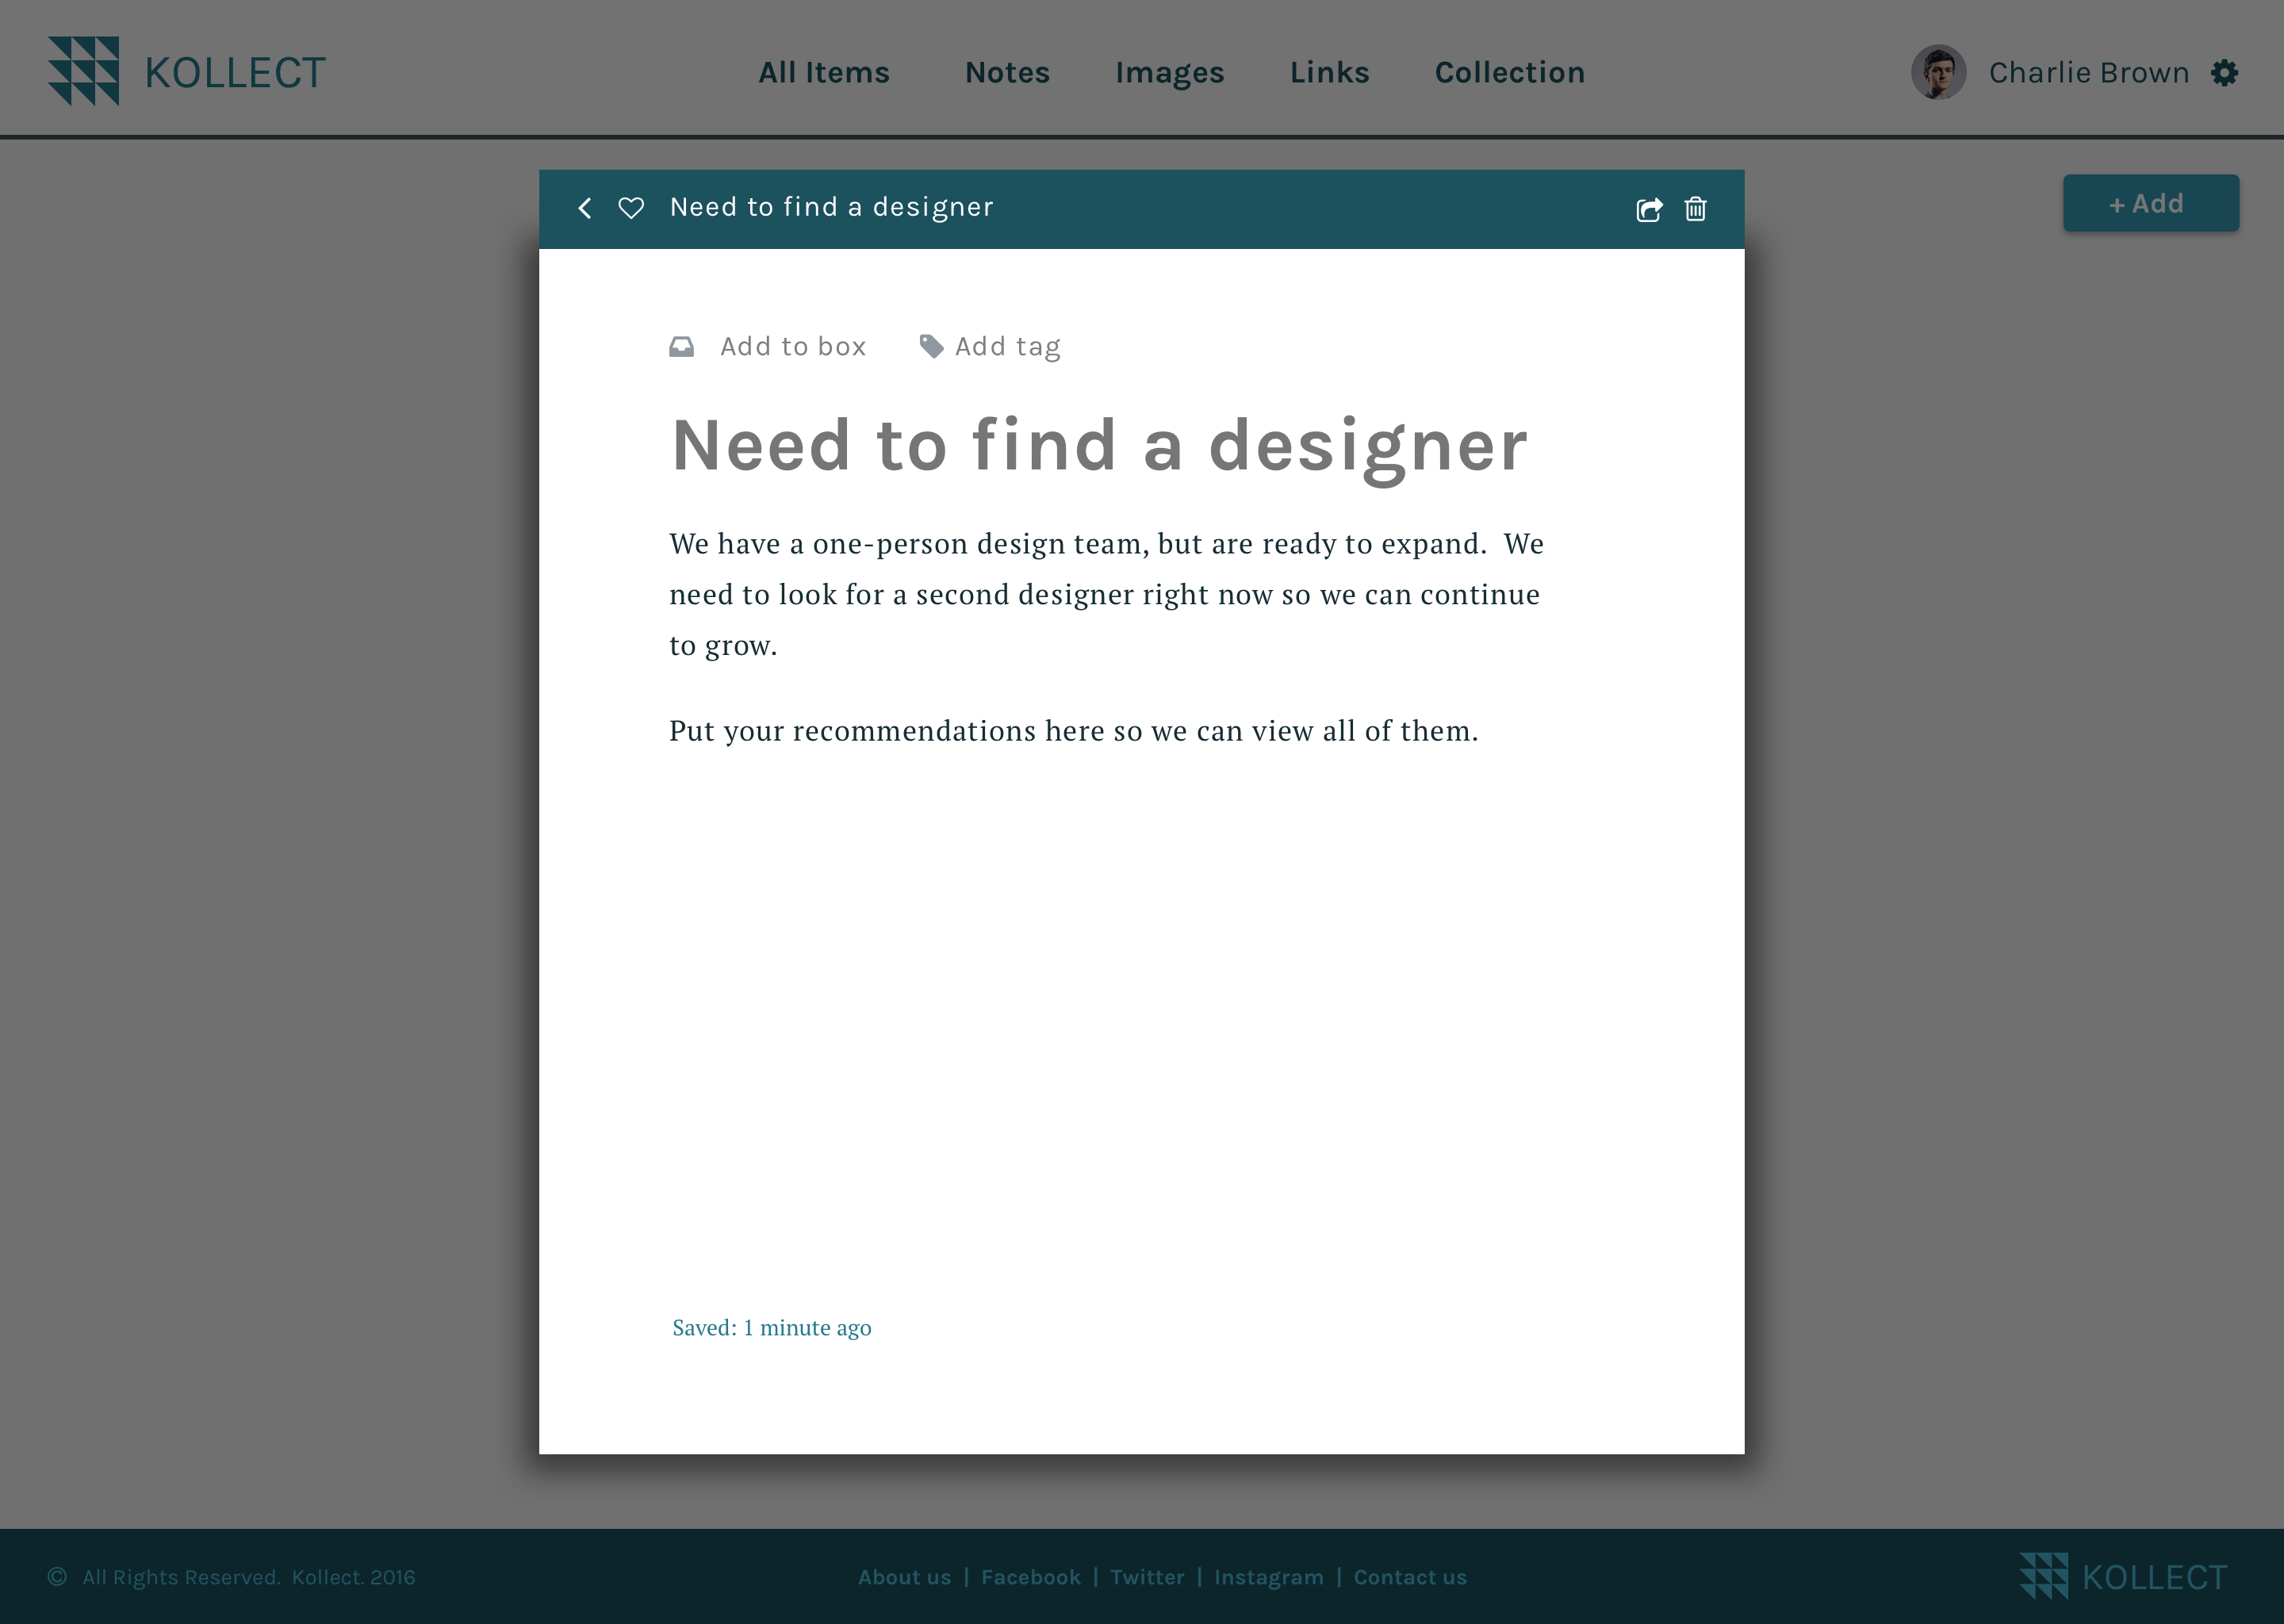 KOLLECT
All Items Notes Images Links Collection
Charlie Brown
+ Add
Need to find a designer
Add to box Add tag
Need to find a designer
We have a one-person design team, but are ready to expand.  We
need to look for a second designer right now so we can continue
to grow.
Put your recommendations here so we can view all of them.
Saved: 1 minute ago
© All Rights Reserved.  Kollect. 2016
About us | Facebook | Twitter | Instagram | Contact us
KOLLECT